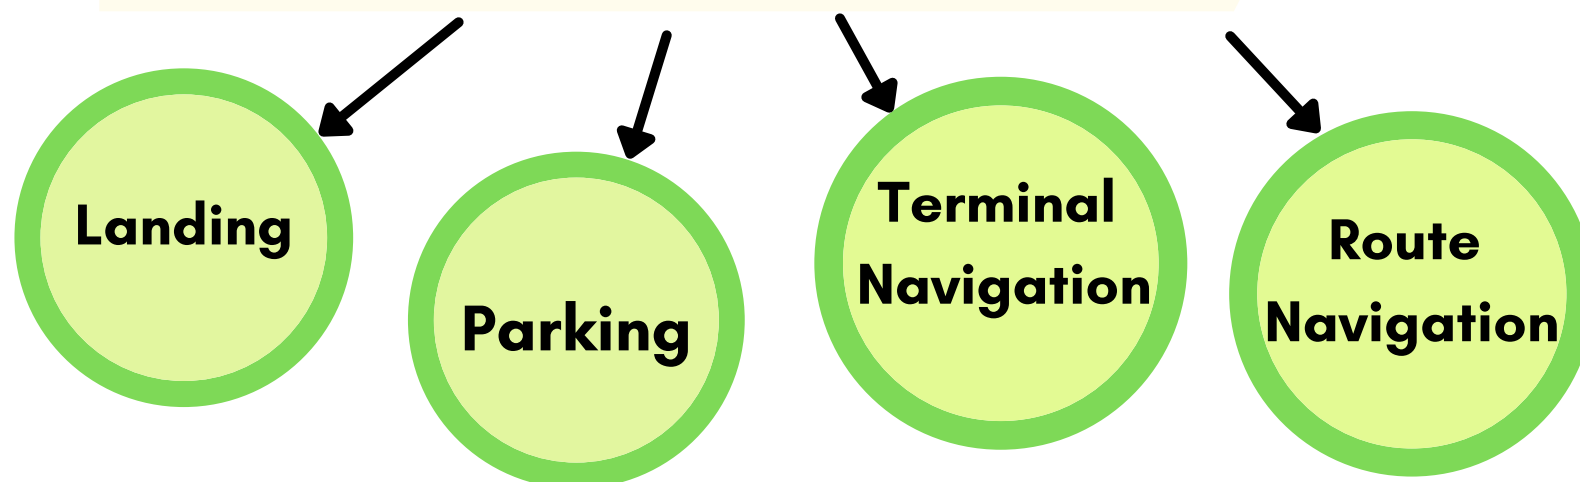 Landing
Parking
Terminal
Navigation
Route
Navigation